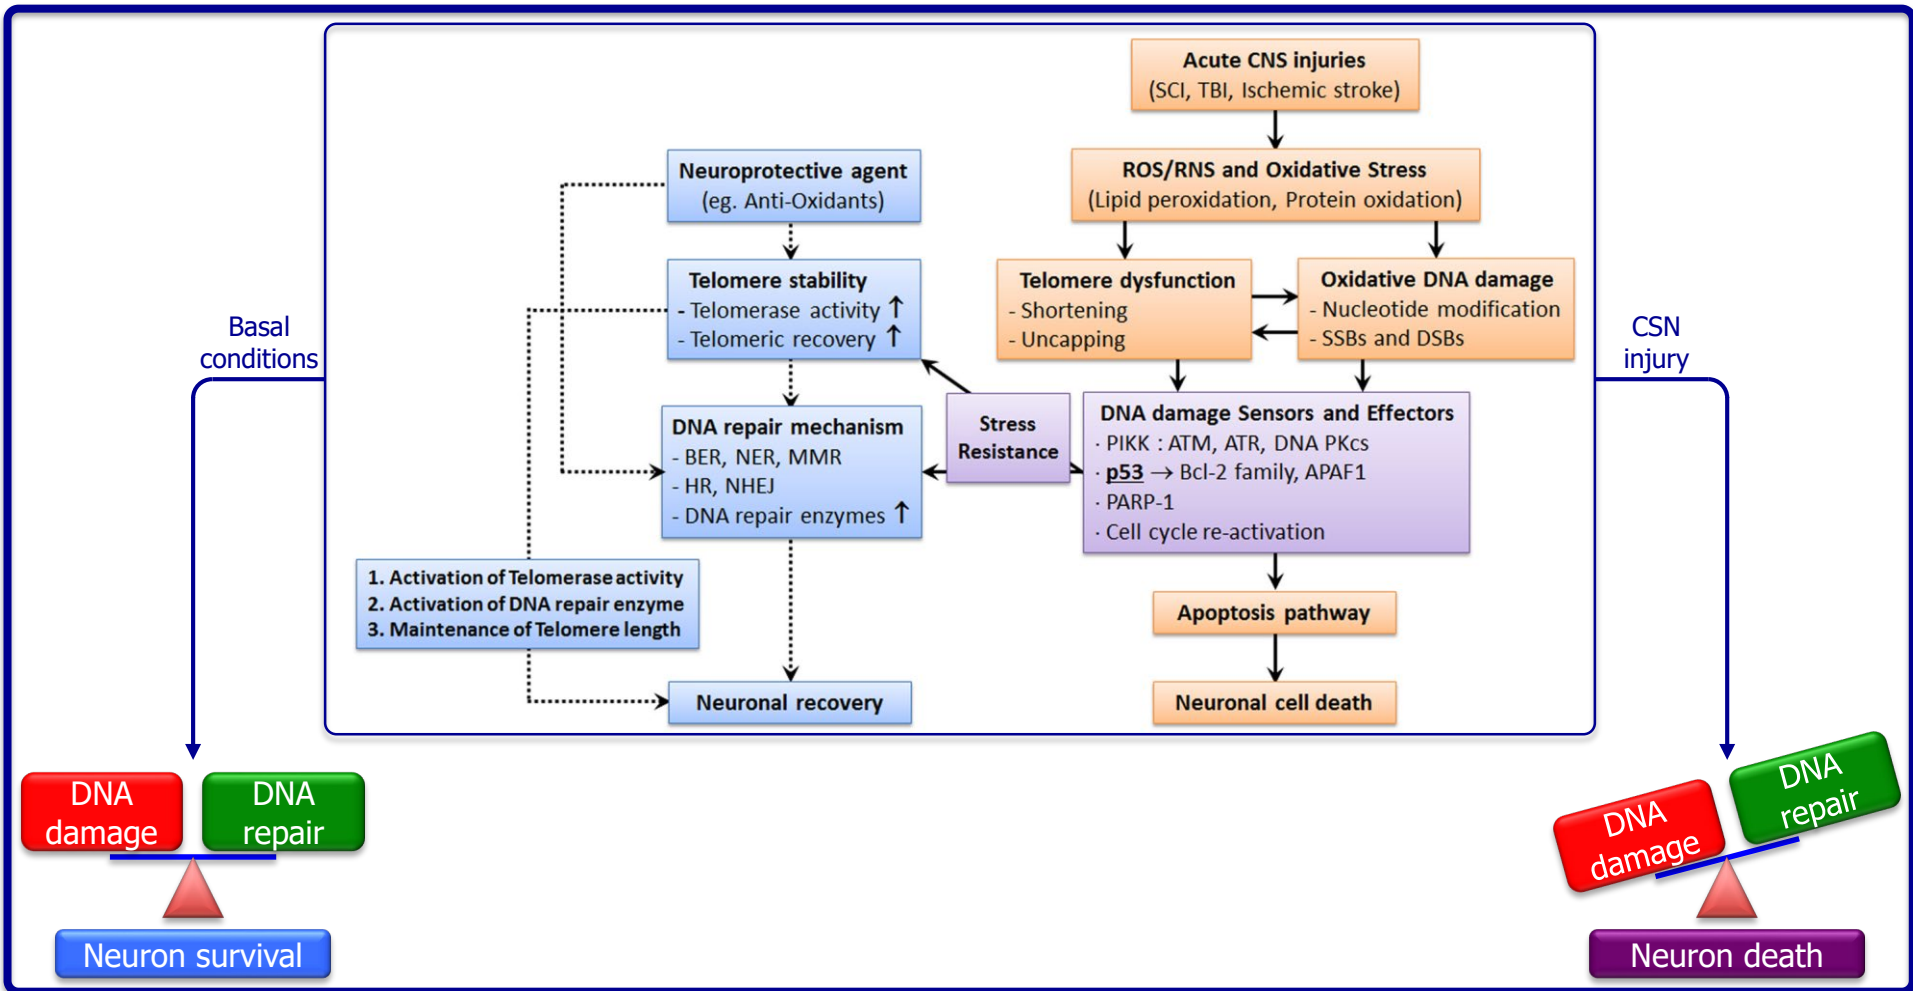 Acute CNS injuries
(SCI, TBI, Ischemic stroke)
Neuroprotective agent
(eg. Anti-Oxidants)
ROS/RNS and Oxidative Stress
(Lipid peroxidation, Protein oxidation)
Telomere stability
- Telomerase activity ↑
- Telomeric recovery ↑
Telomere dysfunction
- Shortening
- Uncapping
Oxidative DNA damage
- Nucleotide modification
- SSBs and DSBs
Basal
conditions
CSN
injury
DNA repair mechanism
- BER, NER, MMR
- HR, NHEJ
- DNA repair enzymes ↑
Stress
Resistance
DNA damage Sensors and Effectors
· PIKK : ATM, ATR, DNA PKcs
· p53 → Bcl-2 family, APAF1
· PARP-1
· Cell cycle re-activation
1. Activation of Telomerase activity
2. Activation of DNA repair enzyme
3. Maintenance of Telomere length
Apoptosis pathway
Neuronal recovery
Neuronal cell death
DNA
damage
DNA
repair
Neuron survival
DNA
damage
DNA
repair
Neuron death